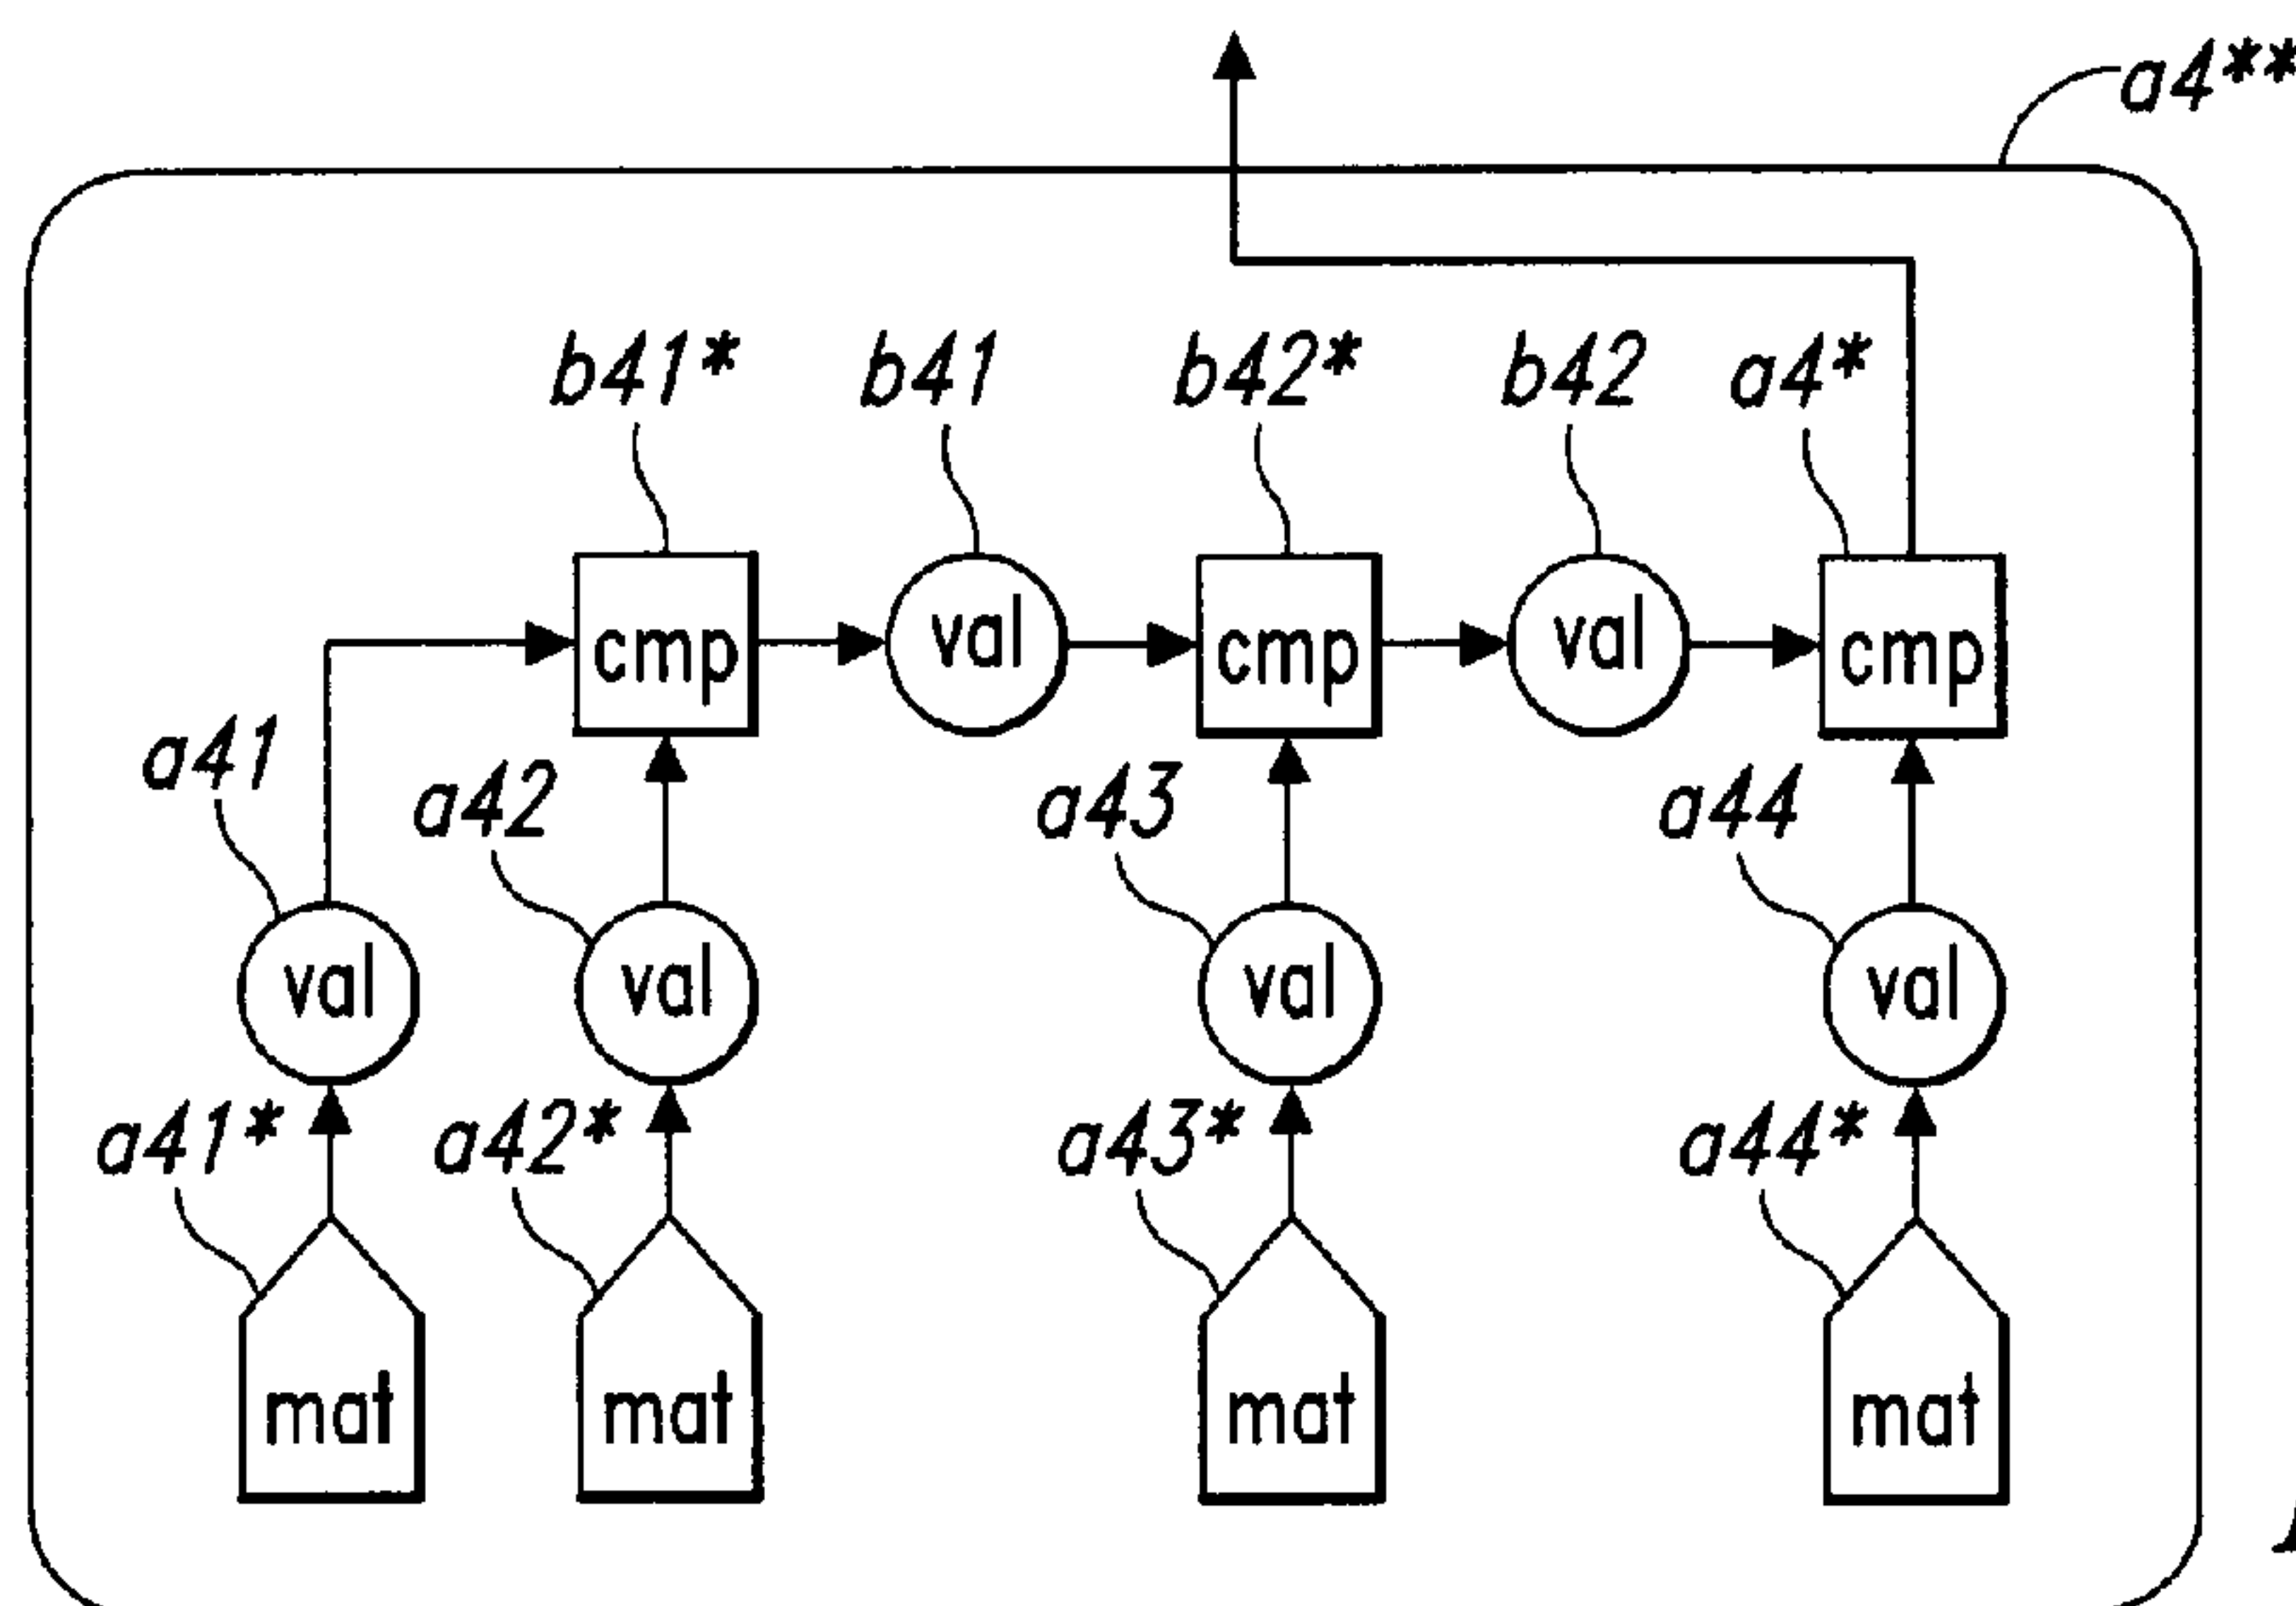 a4**
b41* b41 b42* b42 a4*
cmp val cmp val cmp
a41 a42 a43 a44
val val val val
a41* a42* a43* a44*
mat mat mat mat